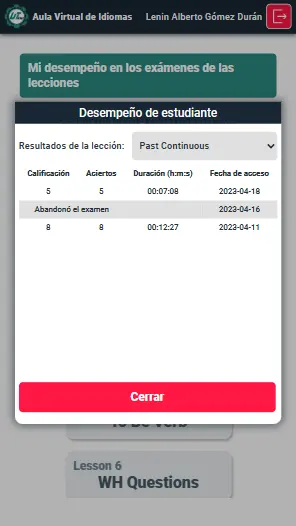 Aula Virtual de Idiomas
Lenin Alberto Gómez Durán
Mi desempeño en los exámenes de las
lecciones
Desempeño de estudiante
Resultados de la lección: Past Continuous
Calificación Aciertos Duración (h:m:s) Fecha de acceso
5 5 00:07:08 2023-04-18
Abandonó el examen 2023-04-16
8 8 00:12:27 2023-04-11
Cerrar
To Be Verb
Lesson 6
WH Questions